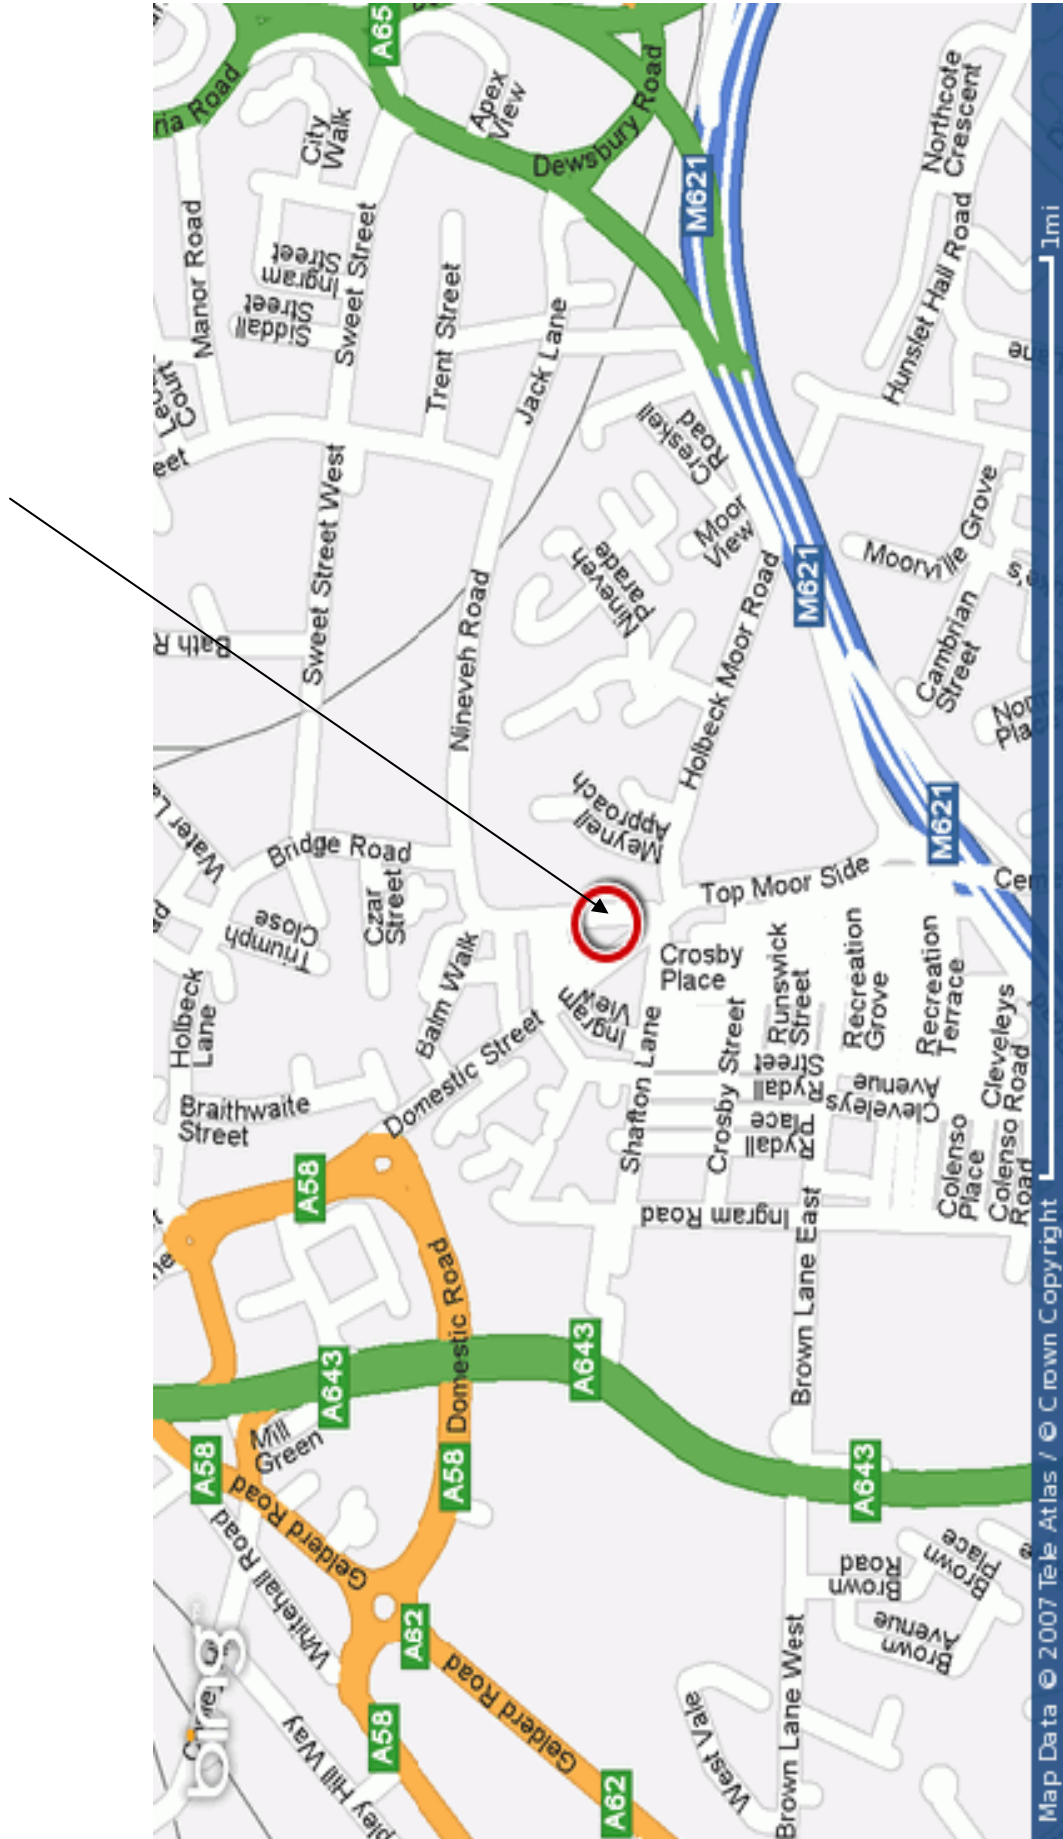 ria Road
A65
Dewsbury Road
Apex
View
City
Walk
Manor Road
Ingram
Street
Siddall
Street
Sweet Street
Trent Street
Jack Lane
M621
Northcote
Crescent
Hunslet Hall Road
Court
eet
Sweet Street West
Creskell
Road
Moor
View
Nineveh
Parade
Nineveh Road
Bath R
M621
Holbeck Moor Road
Moorville Grove
Cambrian
Street
Meynell
Approach
Bridge Road
Czar
Street
Triumph
Close
M621
Top Moor Side
Cem
Holbeck
Lane
Balm Walk
Crosby
Place
Ingram
View
Domestic Street
Shafton Lane
Crosby Street
Runswick
Street
Recreation
Grove
Recreation
Terrace
Rydall
Street
Rydall
Place
Cleveleys
Avenue
Cleveleys
Road
Colenso
Place
Colenso
Road
Braithwaite
Street
A58
Ingram Road
Brown Lane East
Domestic Road
A643
A643
A643
Mill
Green
A58
A58
Gelderd Road
Whitehall Road
A62
Gelderd Road
A58
A62
Brown
Road
Brown
Place
Brown
Avenue
West Vale
Brown Lane West
pley Hill Way
bing
Map Data © 2007 Tele Atlas / © Crown Copyright
1mi